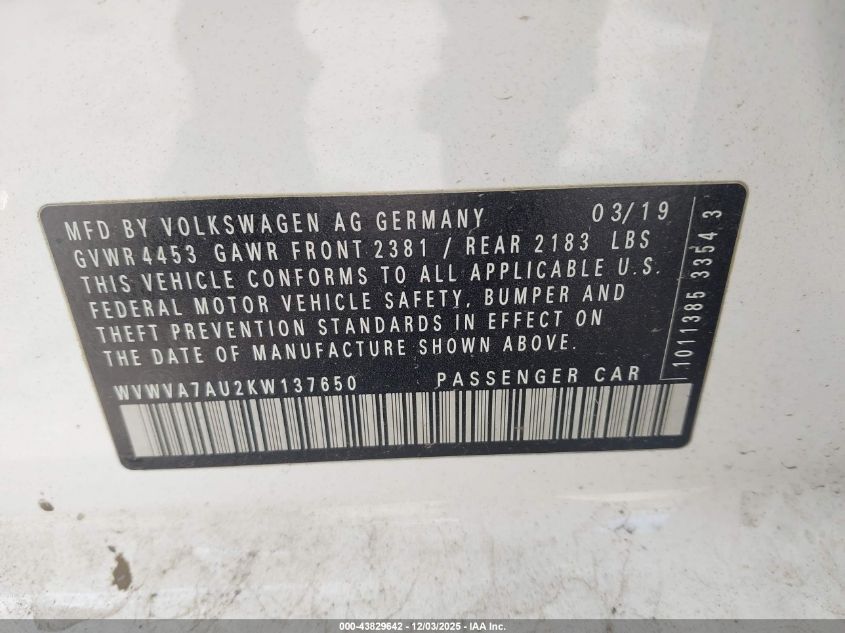 MFD BY VOLKSWAGEN AG GERMANY 03/19
GVWR 4453 GAWR FRONT 2381 / REAR 2183 LBS
THIS VEHICLE CONFORMS TO ALL APPLICABLE U.S.
FEDERAL MOTOR VEHICLE SAFETY, BUMPER AND
THEFT PREVENTION STANDARDS IN EFFECT ON
THE DATE OF MANUFACTURE SHOWN ABOVE.
WVWVA7AU2KW137650 PASSENGER CAR
1011385 3354 3
000-43829642 - 12/03/2025 - IAA Inc.